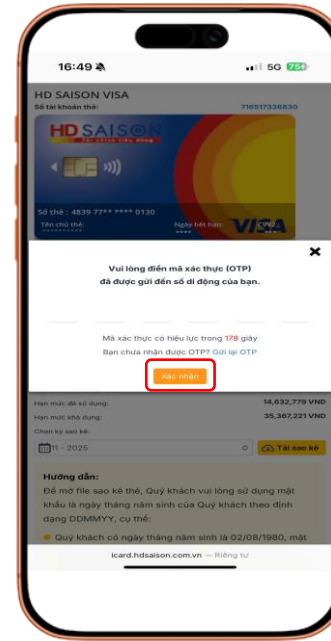 16:49
5G 75
HD SAISON VISA
Số tài khoản thẻ: 716517336830
HD SAISON
Tài chính tiêu dùng
Số thẻ : 4839 77** **** 0130
Tên chủ thẻ: Ngày hết hạn: CVV2:
********** **** ***
VISA
Vui lòng điền mã xác thực (OTP)
đã được gửi đến số di động của bạn.
Mã xác thực có hiệu lực trong 178 giây
Bạn chưa nhận được OTP? Gửi lại OTP
Xác nhận
Hạn mức đã sử dụng: 14,632,779 VND
Hạn mức khả dụng: 35,367,221 VND
Chọn kỳ sao kê:
11 - 2025 Tải sao kê
Hướng dẫn:
Để mở file sao kê thẻ, Quý khách vui lòng sử dụng mật
khẩu là ngày tháng năm sinh của Quý khách theo định
dạng DDMMYY, cụ thể:
Quý khách có ngày tháng năm sinh là 02/08/1980, mật
icard.hdsaison.com.vn — Riêng tư